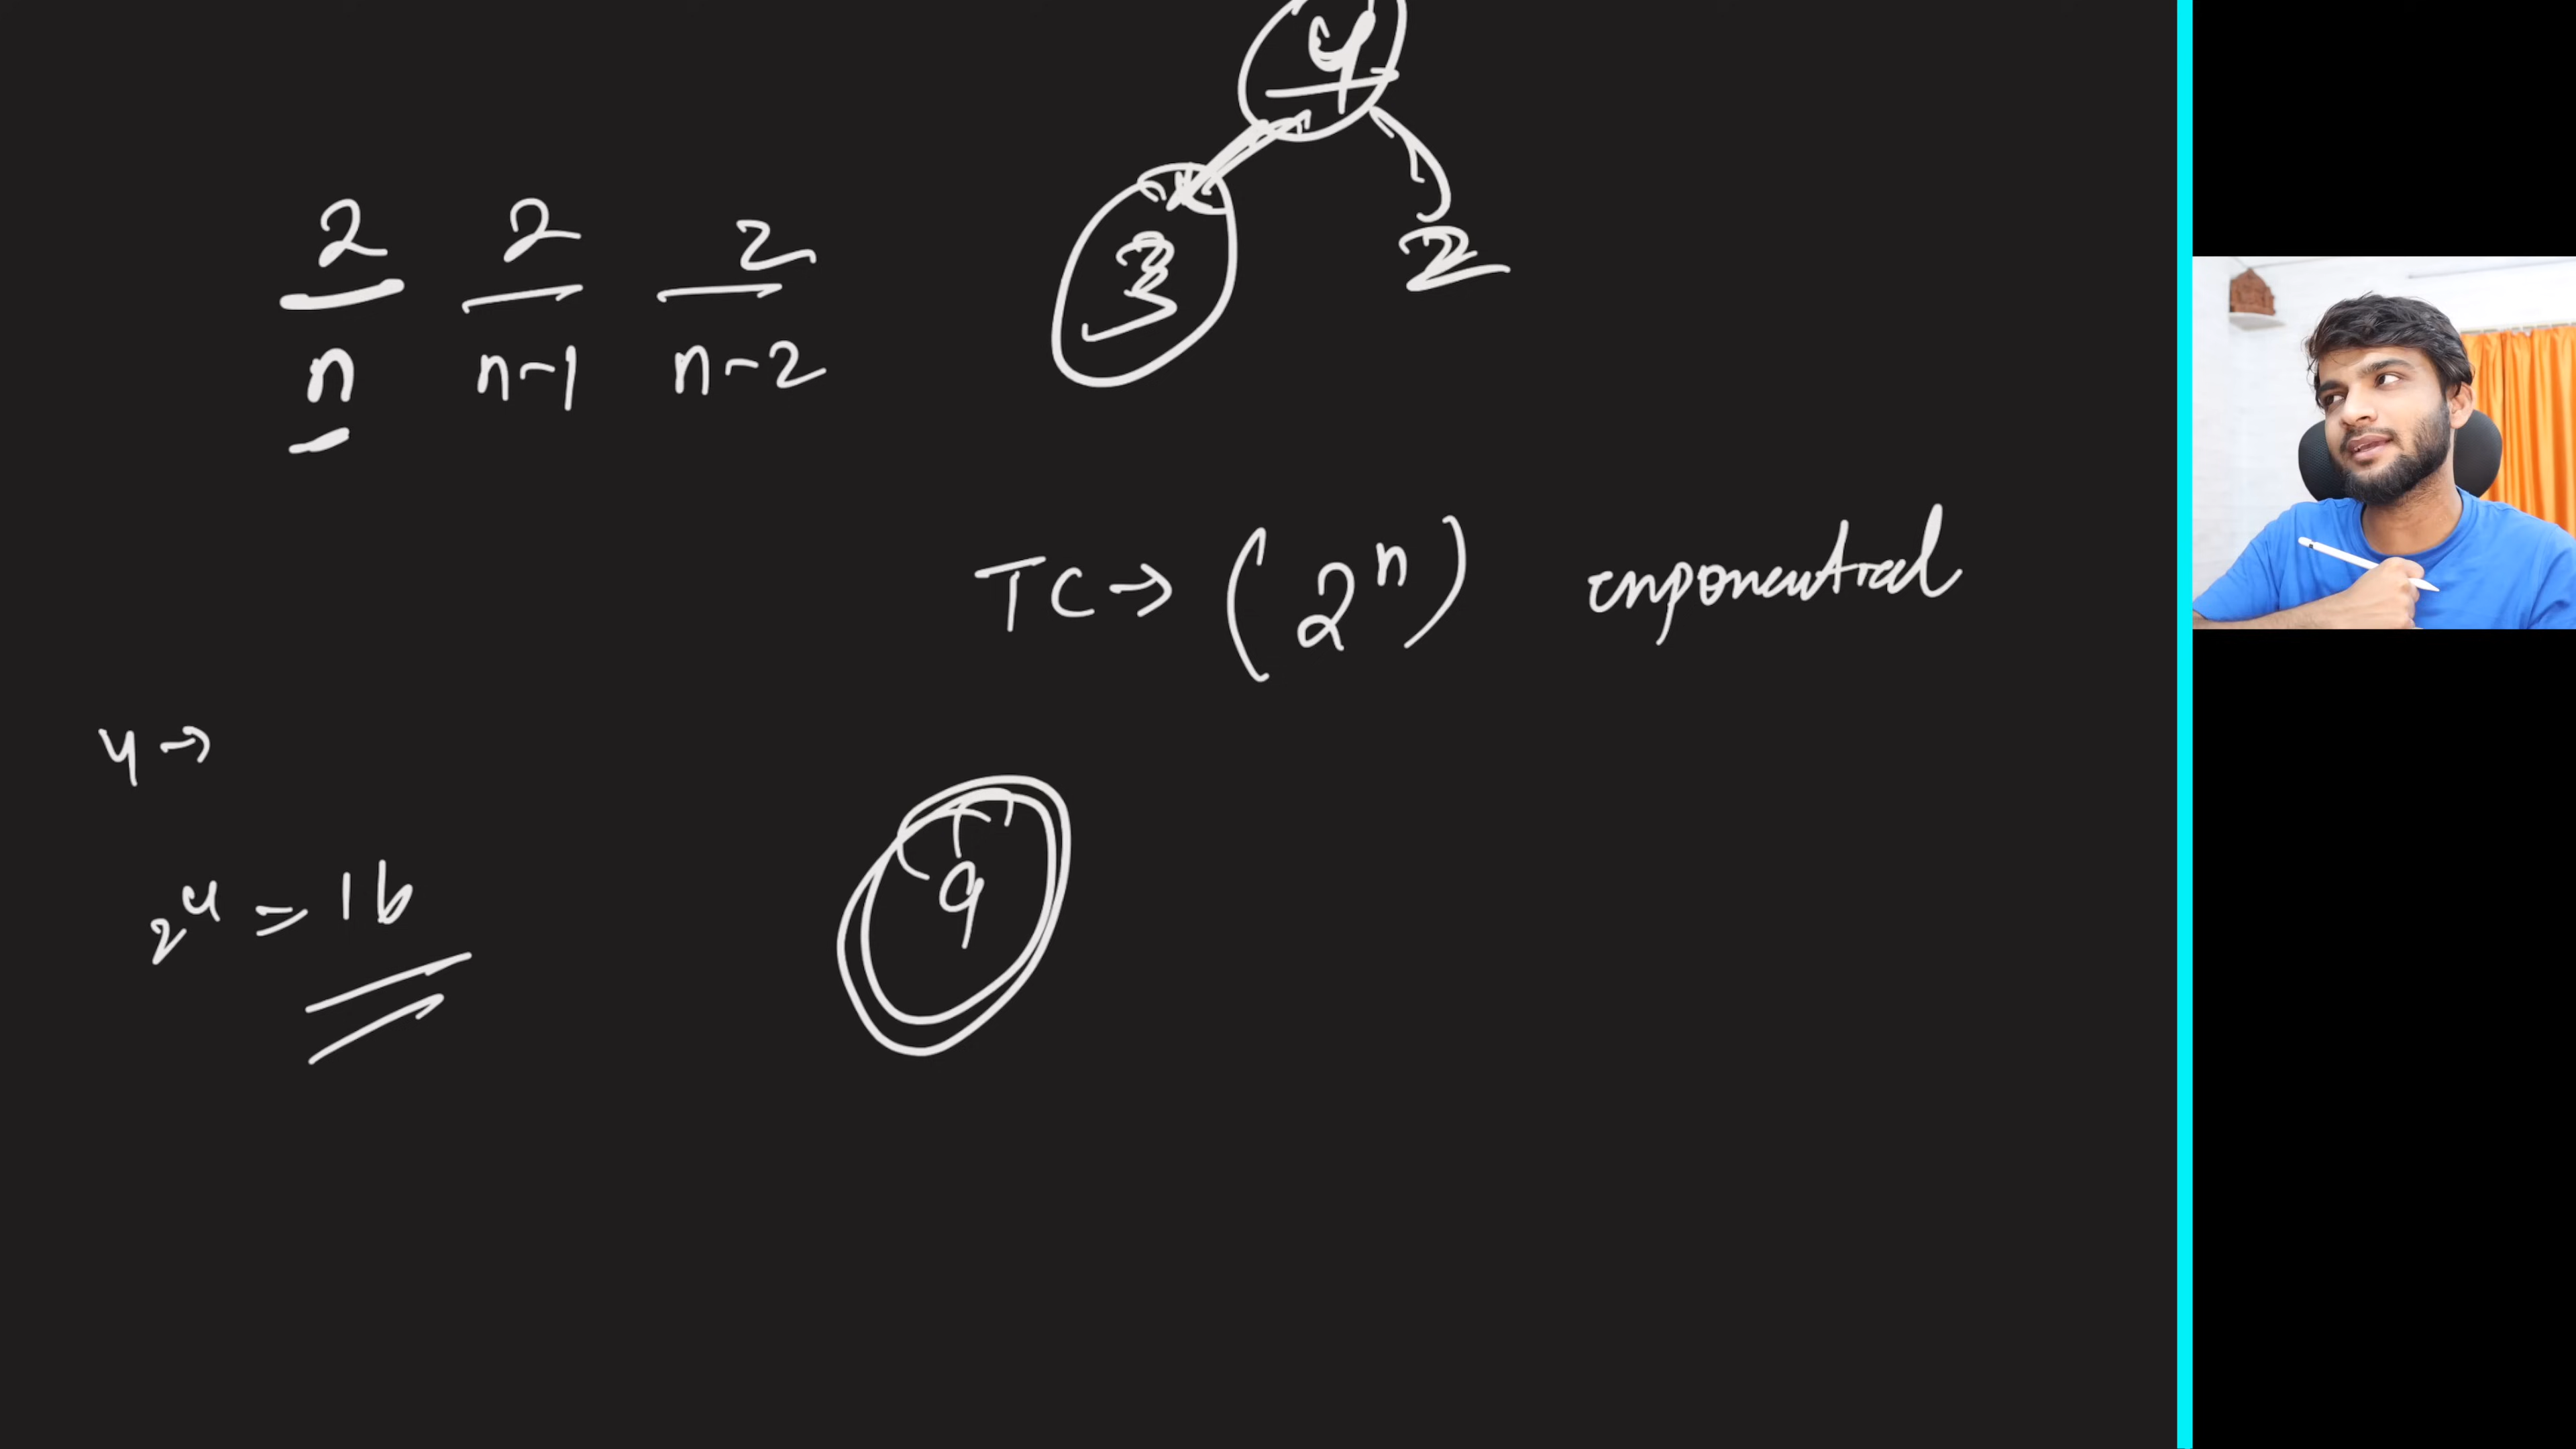 4
3 2
2 2 2
n n-1 n-2
TC → (2^n) exponential
4 →
2^4 = 16
9